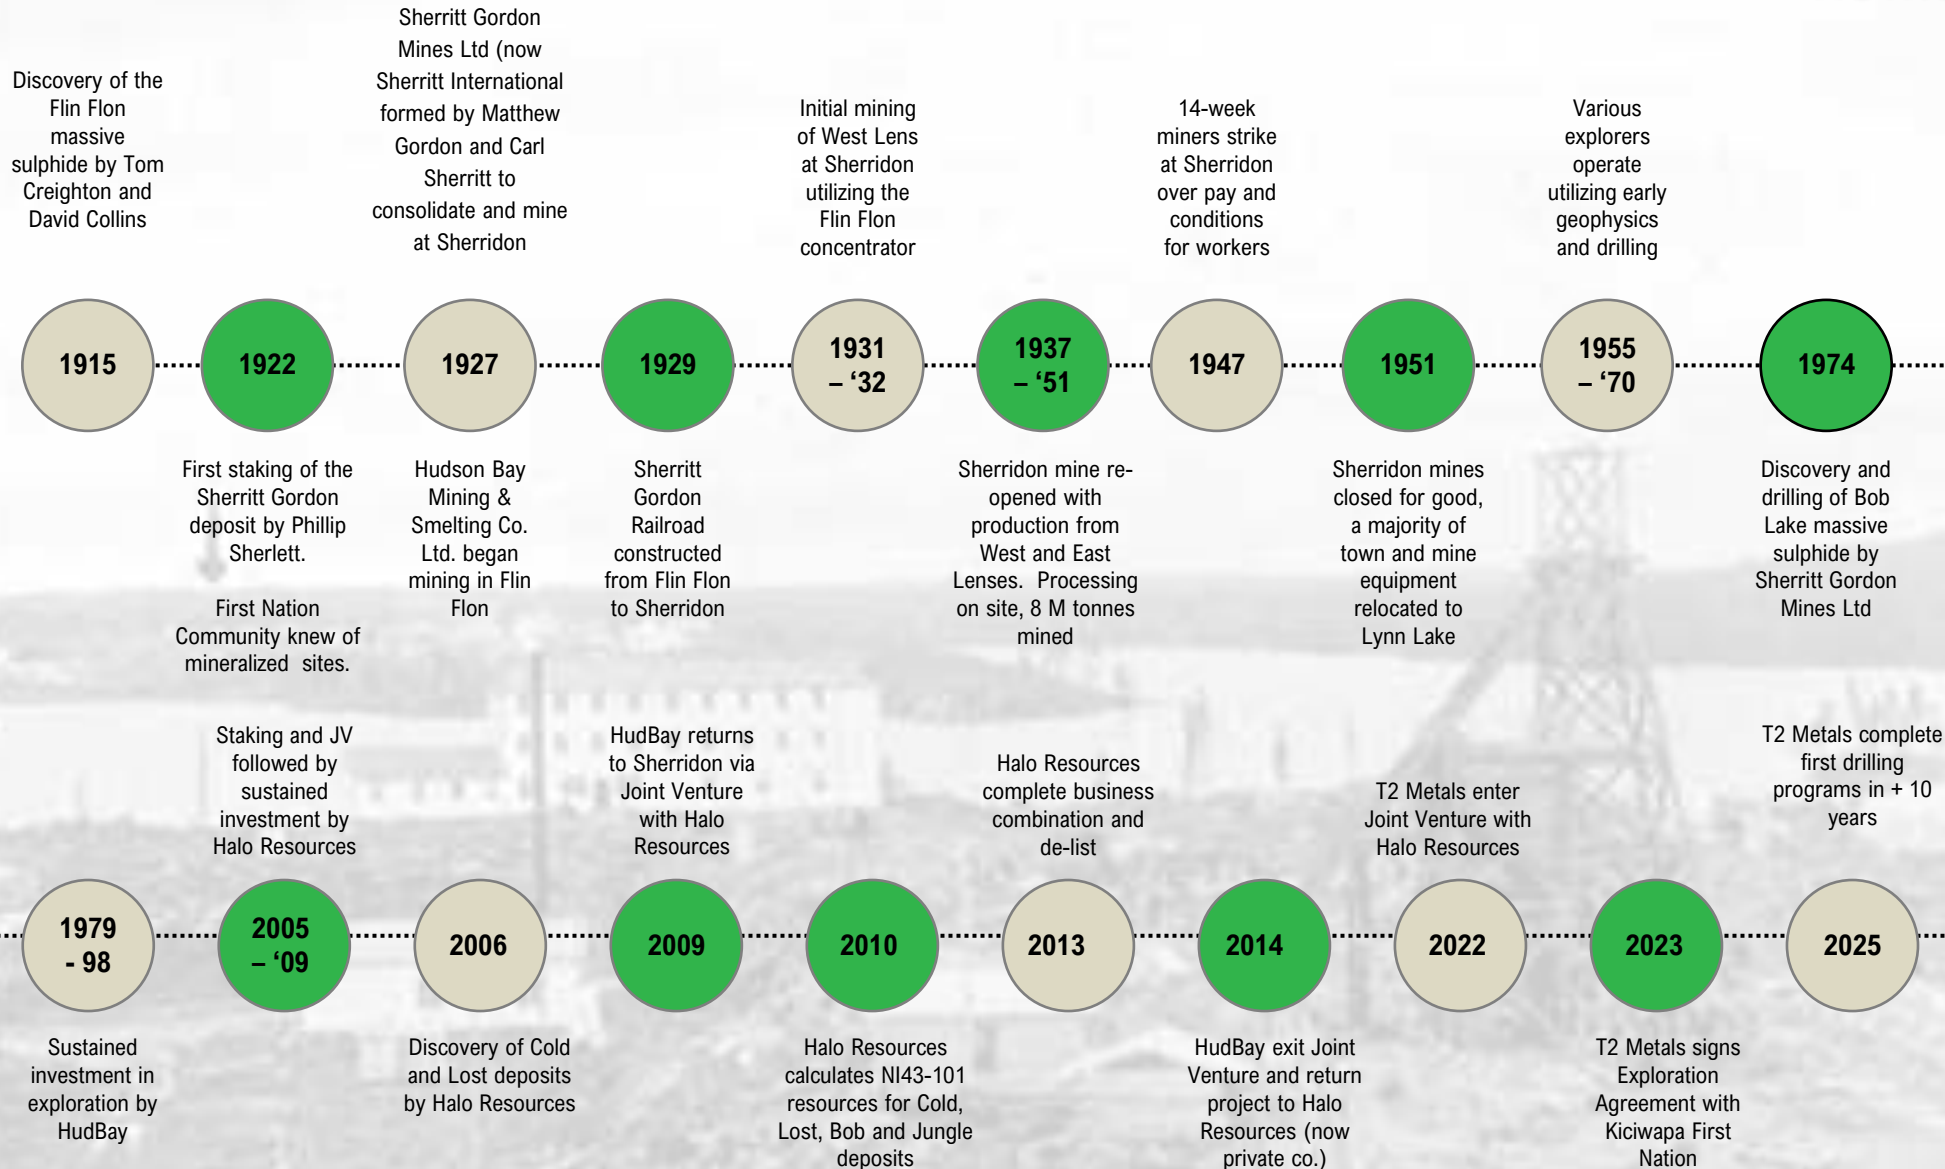 Discovery of the
Flin Flon
massive
sulphide by Tom
Creighton and
David Collins
1915
1922
First staking of the
Sherritt Gordon
deposit by Phillip
Sherlett.
First Nation
Community knew of
mineralized sites.
Sherritt Gordon
Mines Ltd (now
Sherritt International
formed by Matthew
Gordon and Carl
Sherritt to
consolidate and mine
at Sherridon
1927
Hudson Bay
Mining &
Smelting Co.
Ltd. began
mining in Flin
Flon
1929
Sherritt
Gordon
Railroad
constructed
from Flin Flon
to Sherridon
Initial mining
of West Lens
at Sherridon
utilizing the
Flin Flon
concentrator
1931
– ‘32
1937
– ‘51
Sherridon mine re-
opened with
production from
West and East
Lenses. Processing
on site, 8 M tonnes
mined
14-week
miners strike
at Sherridon
over pay and
conditions
for workers
1947
1951
Sherridon mines
closed for good,
a majority of
town and mine
equipment
relocated to
Lynn Lake
Various
explorers
operate
utilizing early
geophysics
and drilling
1955
– ‘70
1974
Discovery and
drilling of Bob
Lake massive
sulphide by
Sherritt Gordon
Mines Ltd
1979
- 98
Sustained
investment in
exploration by
HudBay
Staking and JV
followed by
sustained
investment by
Halo Resources
2005
– ‘09
2006
Discovery of Cold
and Lost deposits
by Halo Resources
HudBay returns
to Sherridon via
Joint Venture
with Halo
Resources
2009
2010
Halo Resources
calculates NI43-101
resources for Cold,
Lost, Bob and Jungle
deposits
Halo Resources
complete business
combination and
de-list
2013
2014
HudBay exit Joint
Venture and return
project to Halo
Resources (now
private co.)
T2 Metals enter
Joint Venture with
Halo Resources
2022
2023
T2 Metals signs
Exploration
Agreement with
Kiciwapa First
Nation
T2 Metals complete
first drilling
programs in + 10
years
2025